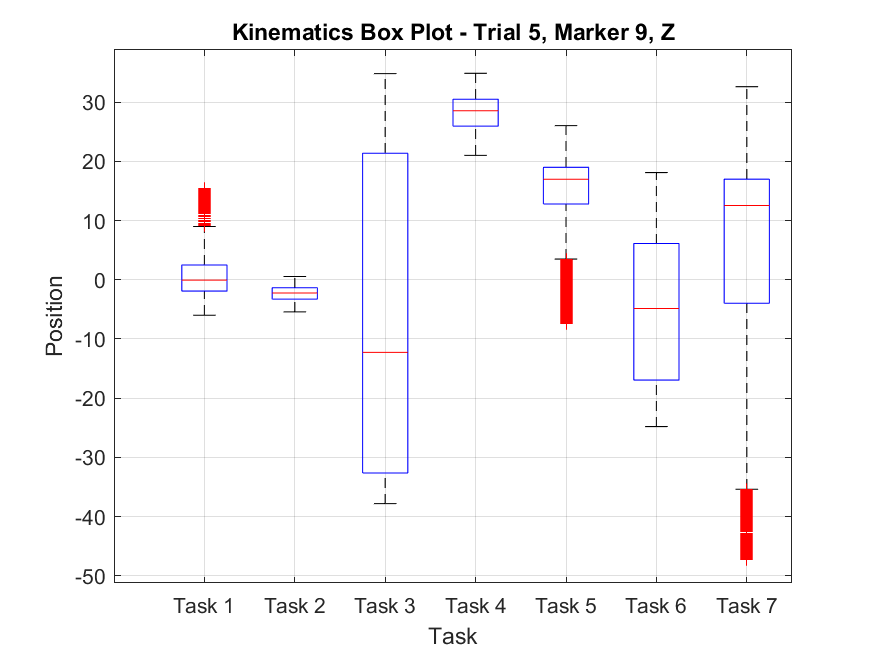 Kinematics Box Plot - Trial 5, Marker 9, Z
Position
30
20
10
0
-10
-20
-30
-40
-50
Task 1 Task 2 Task 3 Task 4 Task 5 Task 6 Task 7
Task